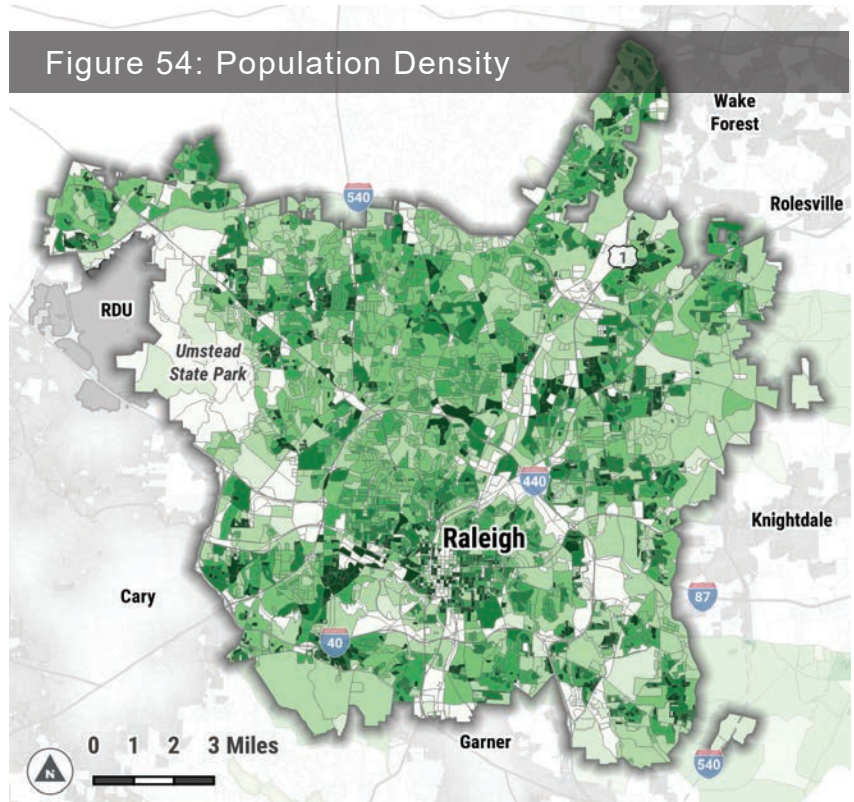 Figure 54: Population Density
Wake
Forest
540
Rolesville
1
RDU
Umstead
State Park
440
Raleigh
Knightdale
87
Cary
40
0 1 2 3 Miles
Garner
N
540